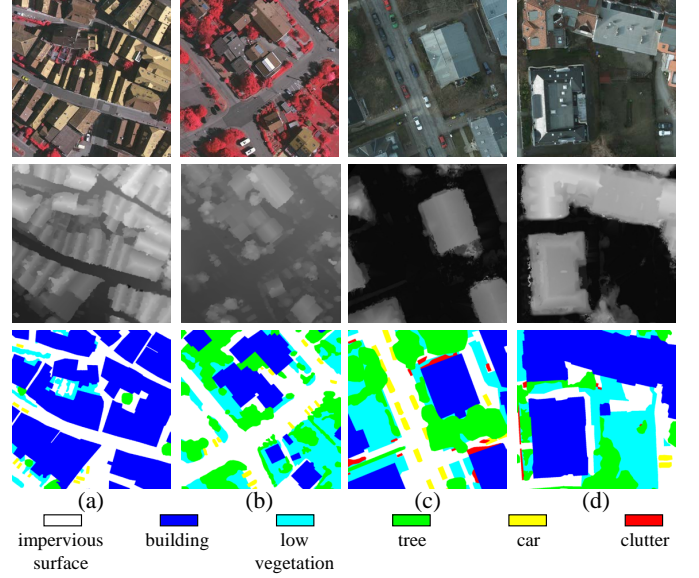 (a) (b) (c) (d)
impervious surface
building
low vegetation
tree
car
clutter